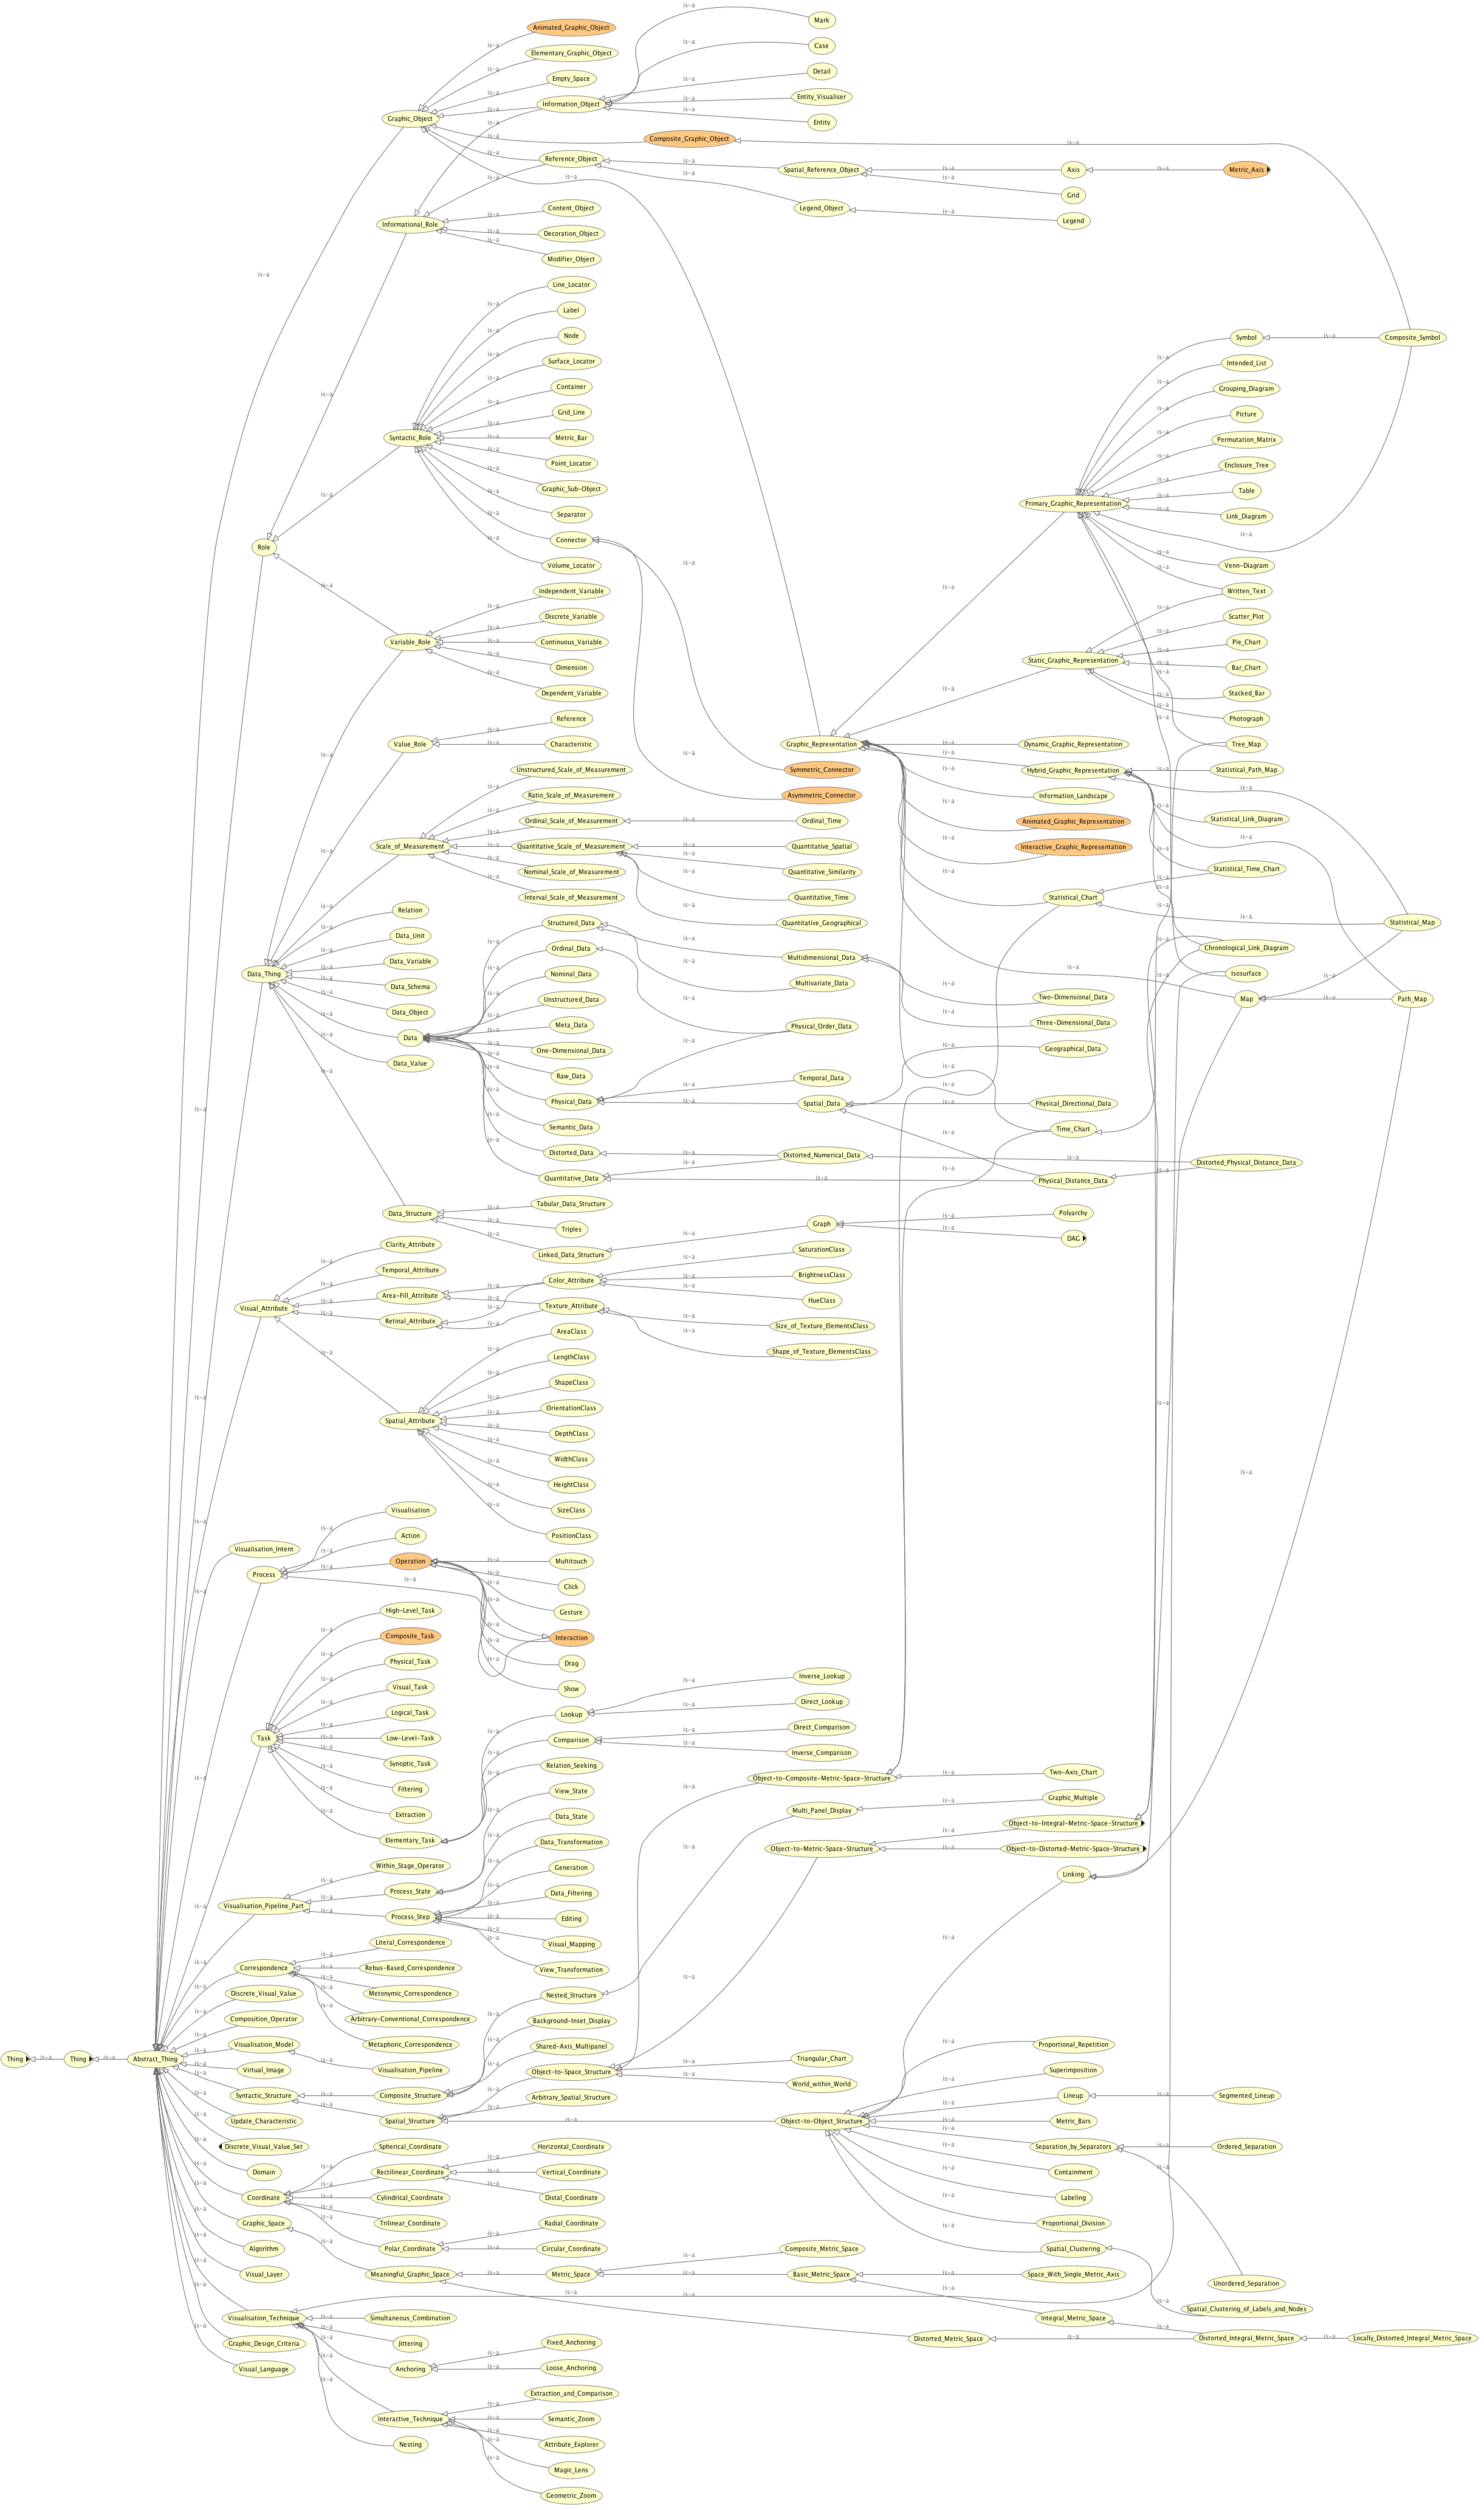 Animated_Graphic_Object
Elementary_Graphic_Object
Empty_Space
Information_Object
Graphic_Object
Mark
Case
Detail
Entity_Visualiser
Entity
Composite_Graphic_Object
Reference_Object
Spatial_Reference_Object
Axis
Metric_Axis
Grid
Legend_Object
Legend
Informational_Role
Content_Object
Decoration_Object
Modifier_Object
Line_Locator
Label
Node
Surface_Locator
Container
Grid_Line
Syntactic_Role
Metric_Bar
Point_Locator
Graphic_Sub-Object
Separator
Connector
Volume_Locator
Role
Independent_Variable
Discrete_Variable
Variable_Role
Continuous_Variable
Dimension
Dependent_Variable
Reference
Value_Role
Characteristic
Symbol
Composite_Symbol
Intended_List
Grouping_Diagram
Picture
Permutation_Matrix
Enclosure_Tree
Table
Primary_Graphic_Representation
Link_Diagram
Venn-Diagram
Written_Text
Scatter_Plot
Pie_Chart
Static_Graphic_Representation
Bar_Chart
Stacked_Bar
Photograph
Graphic_Representation
Dynamic_Graphic_Representation
Tree_Map
Hybrid_Graphic_Representation
Statistical_Path_Map
Symmetric_Connector
Asymmetric_Connector
Information_Landscape
Animated_Graphic_Representation
Statistical_Link_Diagram
Interactive_Graphic_Representation
Statistical_Time_Chart
Statistical_Chart
Statistical_Map
Chronological_Link_Diagram
Isosurface
Map
Path_Map
Unstructured_Scale_of_Measurement
Ratio_Scale_of_Measurement
Ordinal_Scale_of_Measurement
Ordinal_Time
Scale_of_Measurement
Quantitative_Scale_of_Measurement
Quantitative_Spatial
Nominal_Scale_of_Measurement
Quantitative_Similarity
Interval_Scale_of_Measurement
Quantitative_Time
Quantitative_Geographical
Relation
Data_Unit
Data_Variable
Data_Thing
Data_Schema
Data_Object
Data
Data_Value
Structured_Data
Ordinal_Data
Multidimensional_Data
Nominal_Data
Multivariate_Data
Two-Dimensional_Data
Unstructured_Data
Three-Dimensional_Data
Meta_Data
Physical_Order_Data
One-Dimensional_Data
Geographical_Data
Raw_Data
Temporal_Data
Physical_Data
Spatial_Data
Physical_Directional_Data
Semantic_Data
Time_Chart
Distorted_Data
Distorted_Numerical_Data
Distorted_Physical_Distance_Data
Quantitative_Data
Physical_Distance_Data
Data_Structure
Tabular_Data_Structure
Triples
Linked_Data_Structure
Graph
Polyarchy
DAG
Clarity_Attribute
Temporal_Attribute
Visual_Attribute
Area-Fill_Attribute
Retinal_Attribute
Color_Attribute
SaturationClass
BrightnessClass
HueClass
Texture_Attribute
Size_of_Texture_ElementsClass
Shape_of_Texture_ElementsClass
AreaClass
LengthClass
ShapeClass
OrientationClass
Spatial_Attribute
DepthClass
WidthClass
HeightClass
SizeClass
PositionClass
Visualisation
Action
Visualisation_Intent
Process
Operation
Multitouch
Click
Gesture
Interaction
Drag
Show
High-Level_Task
Composite_Task
Physical_Task
Visual_Task
Logical_Task
Task
Low-Level-Task
Synoptic_Task
Filtering
Extraction
Elementary_Task
Lookup
Inverse_Lookup
Direct_Lookup
Comparison
Direct_Comparison
Inverse_Comparison
Relation_Seeking
View_State
Data_State
Data_Transformation
Generation
Within_Stage_Operator
Process_State
Visualisation_Pipeline_Part
Process_Step
Data_Filtering
Editing
Visual_Mapping
View_Transformation
Object-to-Composite-Metric-Space-Structure
Two-Axis_Chart
Multi_Panel_Display
Graphic_Multiple
Object-to-Integral-Metric-Space-Structure
Object-to-Metric-Space-Structure
Object-to-Distorted-Metric-Space-Structure
Linking
Literal_Correspondence
Correspondence
Rebus-Based_Correspondence
Metonymic_Correspondence
Arbitrary-Conventional_Correspondence
Metaphoric_Correspondence
Discrete_Visual_Value
Composition_Operator
Visualisation_Model
Visualisation_Pipeline
Virtual_Image
Nested_Structure
Background-Inset_Display
Shared-Axis_Multipanel
Thing
Thing
Abstract_Thing
Syntactic_Structure
Composite_Structure
Object-to-Space_Structure
Triangular_Chart
World_within_World
Spatial_Structure
Arbitrary_Spatial_Structure
Object-to-Object_Structure
Proportional_Repetition
Superimposition
Lineup
Segmented_Lineup
Metric_Bars
Separation_by_Separators
Ordered_Separation
Containment
Labeling
Proportional_Division
Spatial_Clustering
Unordered_Separation
Spatial_Clustering_of_Labels_and_Nodes
Update_Characteristic
Discrete_Visual_Value_Set
Domain
Coordinate
Spherical_Coordinate
Rectilinear_Coordinate
Horizontal_Coordinate
Vertical_Coordinate
Distal_Coordinate
Cylindrical_Coordinate
Trilinear_Coordinate
Polar_Coordinate
Radial_Coordinate
Circular_Coordinate
Graphic_Space
Algorithm
Visual_Layer
Meaningful_Graphic_Space
Metric_Space
Composite_Metric_Space
Basic_Metric_Space
Space_With_Single_Metric_Axis
Integral_Metric_Space
Distorted_Metric_Space
Distorted_Integral_Metric_Space
Locally_Distorted_Integral_Metric_Space
Visualisation_Technique
Simultaneous_Combination
Jittering
Anchoring
Fixed_Anchoring
Loose_Anchoring
Graphic_Design_Criteria
Visual_Language
Interactive_Technique
Extraction_and_Comparison
Semantic_Zoom
Attribute_Explorer
Magic_Lens
Geometric_Zoom
Nesting
is-a